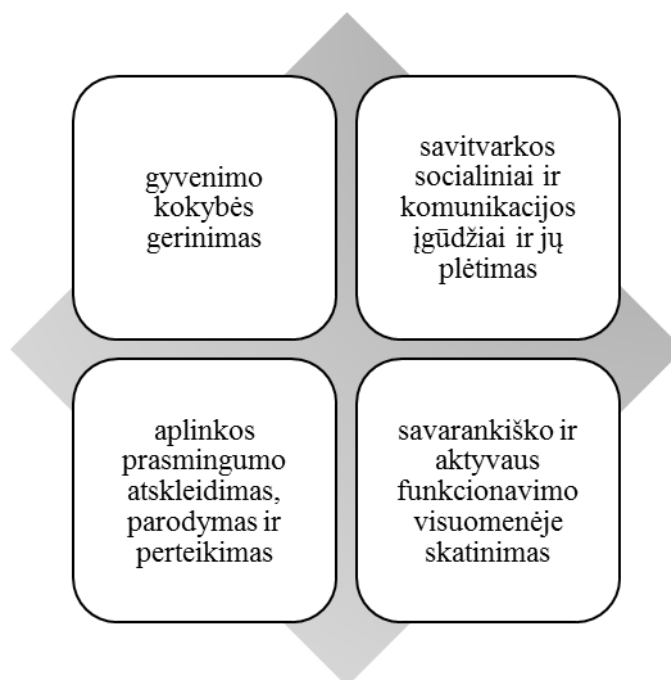 gyvenimo
kokybės
gerinimas
savitvarkos
socialiniai ir
komunikacijos
įgūdžiai ir jų
plėtimas
aplinkos
prasmingumo
atskleidimas,
parodymas ir
perteikimas
savarankiško ir
aktyvaus
funkcionavimo
visuomenėje
skatinimas